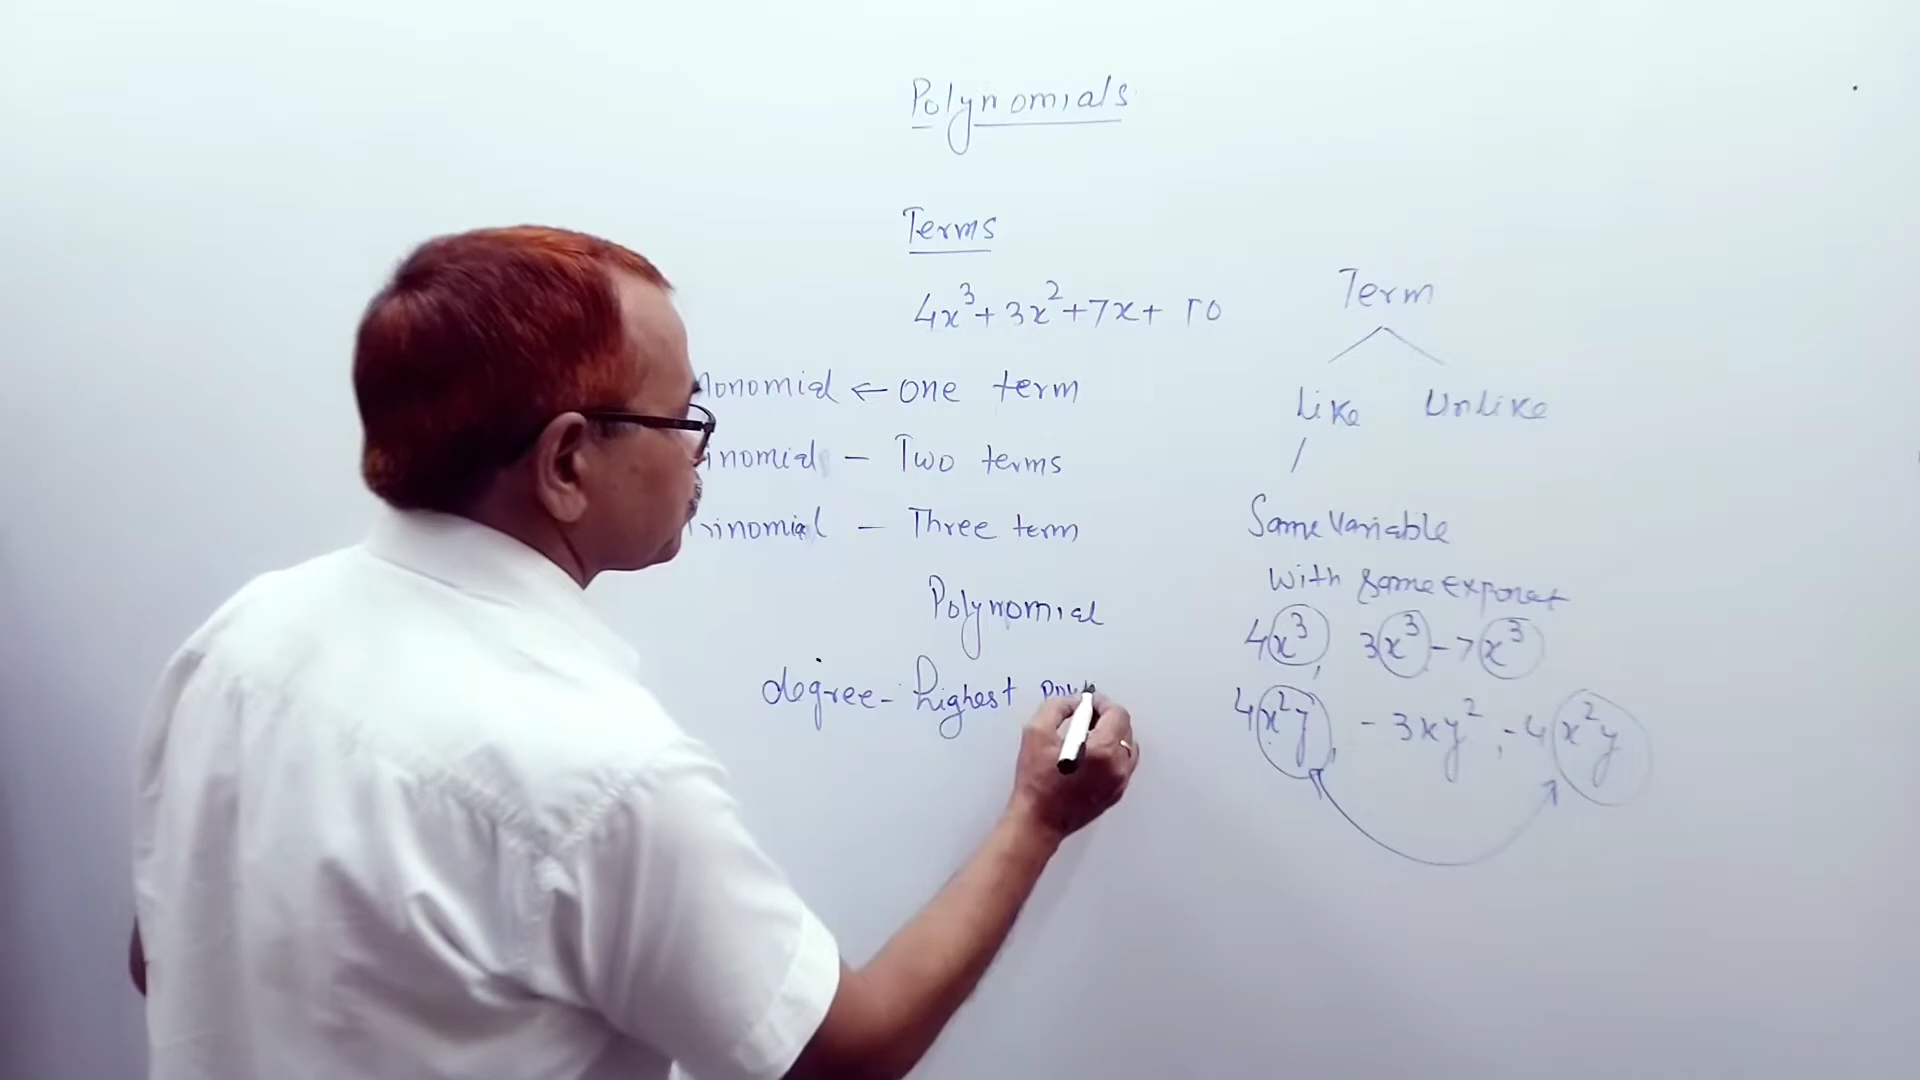 Polynomials
Terms
4x³ + 3x² + 7x + 10
onomial ← one term
inomial – Two terms
rinomial – Three term
Polynomial
degree – highest
Term
Like Unlike
Same Variable
With same exponet
4x³, 3x³ – 7x³
4x²y, – 3xy², – 4x²y